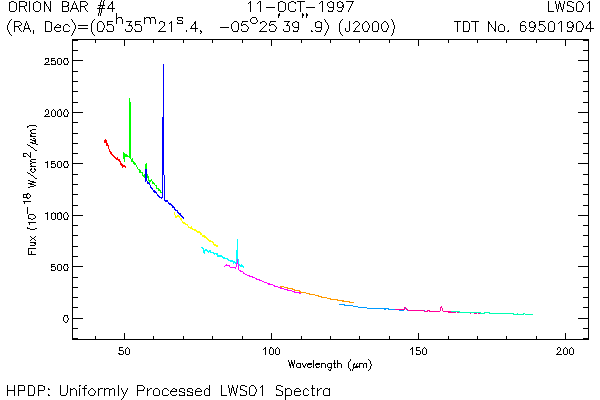 ORION BAR #4 11-OCT-1997 LWS01
(RA, Dec)=(05h35m21s.4, -05o25'39".9) (J2000) TDT No. 69501904
2500
2000
1500
1000
500
0
Flux (10-18 W/cm2/μm)
50 100 150 200
Wavelength (μm)
HPDP: Uniformly Processed LWS01 Spectra